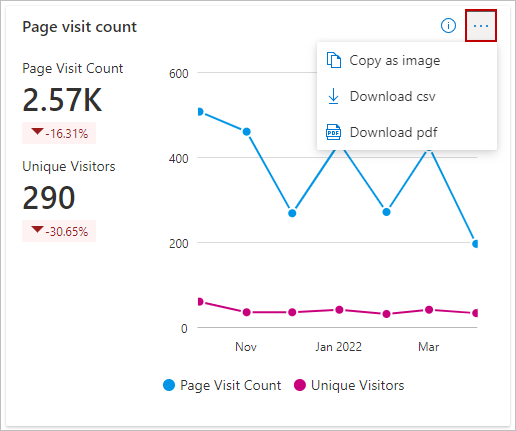 Page visit count
Page Visit Count
2.57K
-16.31%
Unique Visitors
290
-30.65%
Copy as image
Download csv
PDF
Download pdf
600
400
200
0
Nov
Jan 2022
Mar
Page Visit Count
Unique Visitors